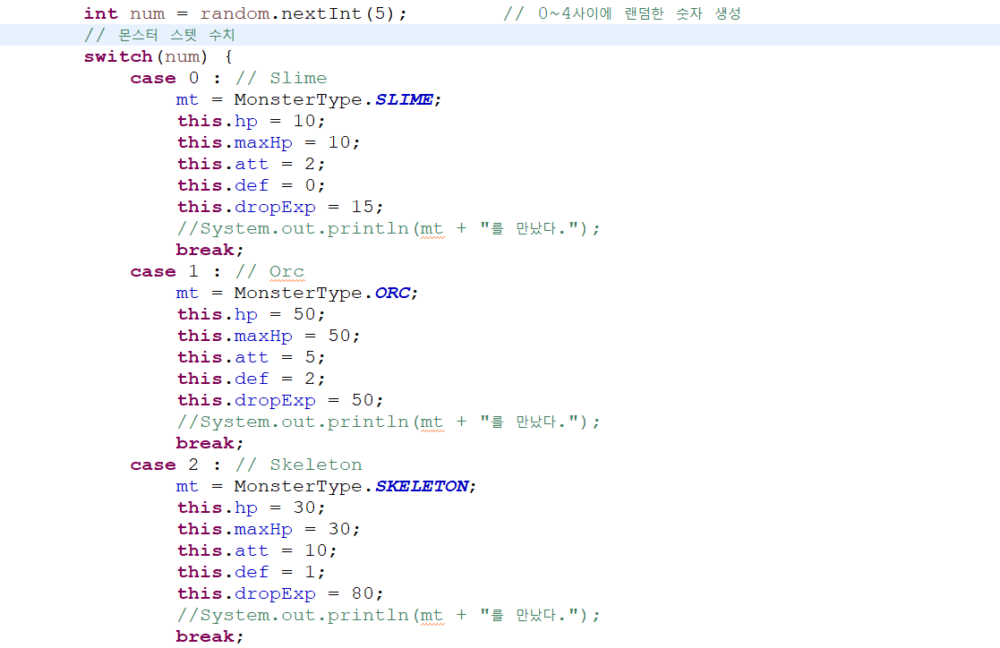 int num = random.nextInt(5);        // 0~4사이에 랜덤한 숫자 생성
// 몬스터 스텟 수치
switch(num) {
    case 0 : // Slime
        mt = MonsterType.SLIME;
        this.hp = 10;
        this.maxHp = 10;
        this.att = 2;
        this.def = 0;
        this.dropExp = 15;
        //System.out.println(mt + "를 만났다.");
        break;
    case 1 : // Orc
        mt = MonsterType.ORC;
        this.hp = 50;
        this.maxHp = 50;
        this.att = 5;
        this.def = 2;
        this.dropExp = 50;
        //System.out.println(mt + "를 만났다.");
        break;
    case 2 : // Skeleton
        mt = MonsterType.SKELETON;
        this.hp = 30;
        this.maxHp = 30;
        this.att = 10;
        this.def = 1;
        this.dropExp = 80;
        //System.out.println(mt + "를 만났다.");
        break;